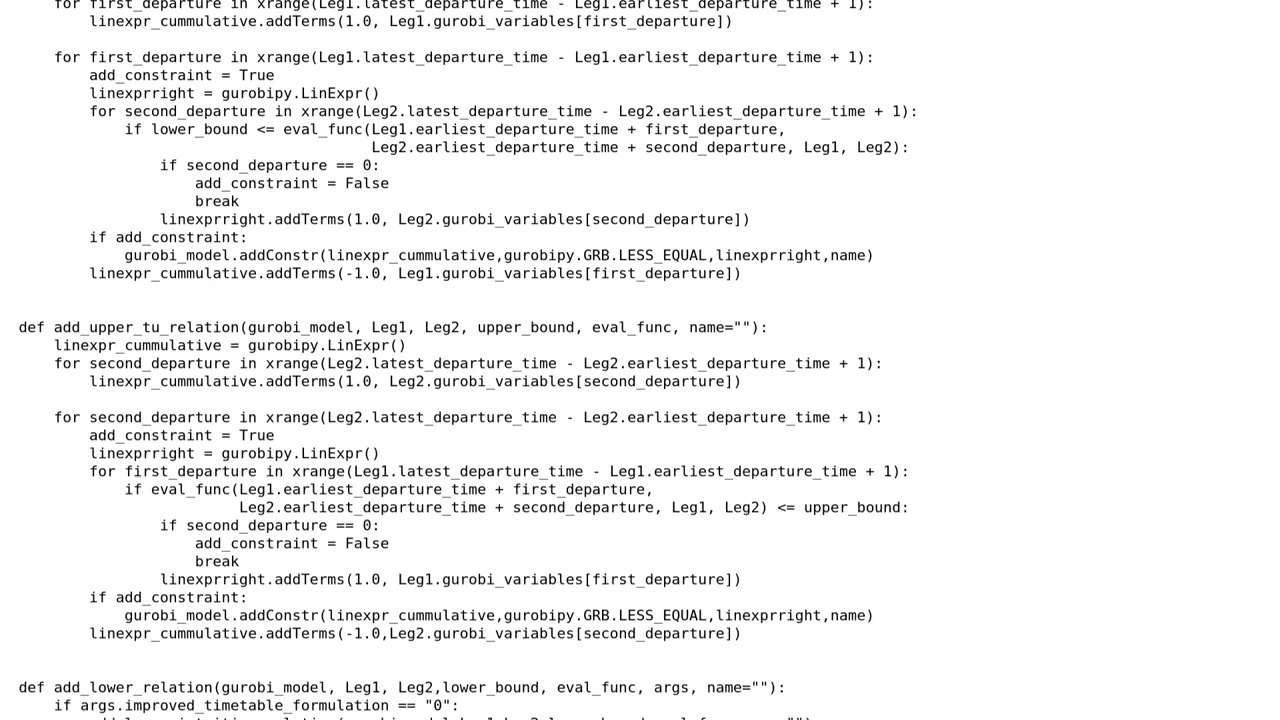 for first_departure in xrange(Leg1.latest_departure_time - Leg1.earliest_departure_time + 1):
linexpr_cummulative.addTerms(1.0, Leg1.gurobi_variables[first_departure])
for first_departure in xrange(Leg1.latest_departure_time - Leg1.earliest_departure_time + 1):
add_constraint = True
linexprright = gurobipy.LinExpr()
for second_departure in xrange(Leg2.latest_departure_time - Leg2.earliest_departure_time + 1):
if lower_bound <= eval_func(Leg1.earliest_departure_time + first_departure,
Leg2.earliest_departure_time + second_departure, Leg1, Leg2):
if second_departure == 0:
add_constraint = False
break
linexprright.addTerms(1.0, Leg2.gurobi_variables[second_departure])
if add_constraint:
gurobi_model.addConstr(linexpr_cummulative,gurobipy.GRB.LESS_EQUAL,linexprright,name)
linexpr_cummulative.addTerms(-1.0, Leg1.gurobi_variables[first_departure])
def add_upper_tu_relation(gurobi_model, Leg1, Leg2, upper_bound, eval_func, name=""):
linexpr_cummulative = gurobipy.LinExpr()
for second_departure in xrange(Leg2.latest_departure_time - Leg2.earliest_departure_time + 1):
linexpr_cummulative.addTerms(1.0, Leg2.gurobi_variables[second_departure])
for second_departure in xrange(Leg2.latest_departure_time - Leg2.earliest_departure_time + 1):
add_constraint = True
linexprright = gurobipy.LinExpr()
for first_departure in xrange(Leg1.latest_departure_time - Leg1.earliest_departure_time + 1):
if eval_func(Leg1.earliest_departure_time + first_departure,
Leg2.earliest_departure_time + second_departure, Leg1, Leg2) <= upper_bound:
if second_departure == 0:
add_constraint = False
break
linexprright.addTerms(1.0, Leg1.gurobi_variables[first_departure])
if add_constraint:
gurobi_model.addConstr(linexpr_cummulative,gurobipy.GRB.LESS_EQUAL,linexprright,name)
linexpr_cummulative.addTerms(-1.0,Leg2.gurobi_variables[second_departure])
def add_lower_relation(gurobi_model, Leg1, Leg2,lower_bound, eval_func, args, name=""):
if args.improved_timetable_formulation == "0":